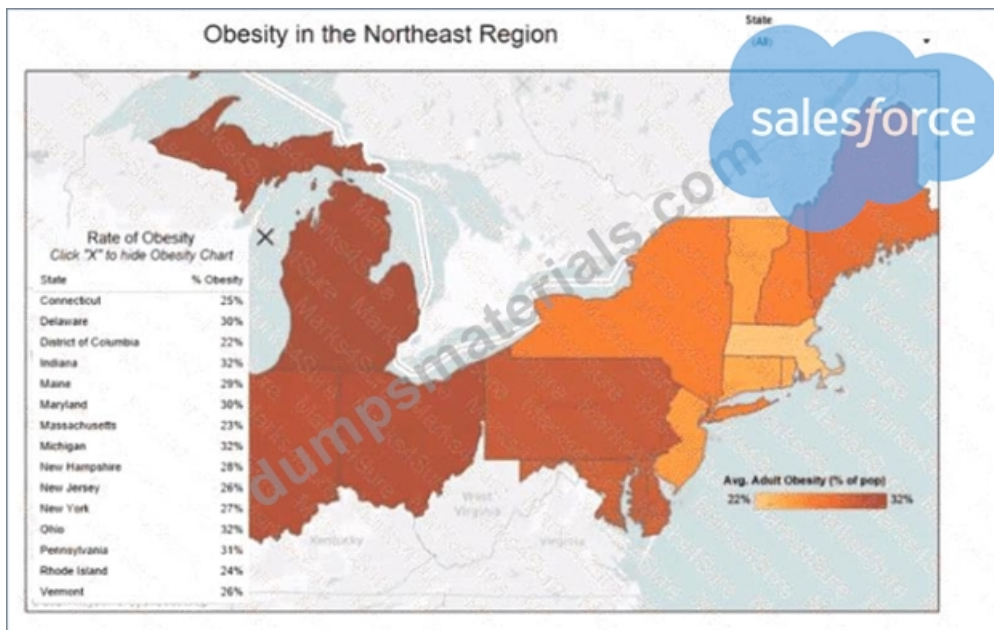 Obesity in the Northeast Region
State
(All)
salesforce
Rate of Obesity
Click "X" to hide Obesity Chart
State % Obesity
Connecticut 25%
Delaware 30%
District of Columbia 22%
Indiana 32%
Maine 29%
Maryland 30%
Massachusetts 23%
Michigan 32%
New Hampshire 28%
New Jersey 26%
New York 27%
Ohio 32%
Pennsylvania 31%
Rhode Island 24%
Vermont 26%
West
Virginia
Kentucky
Virginia
Avg. Adult Obesity (% of pop)
22% 32%
dumpsmaterials.com